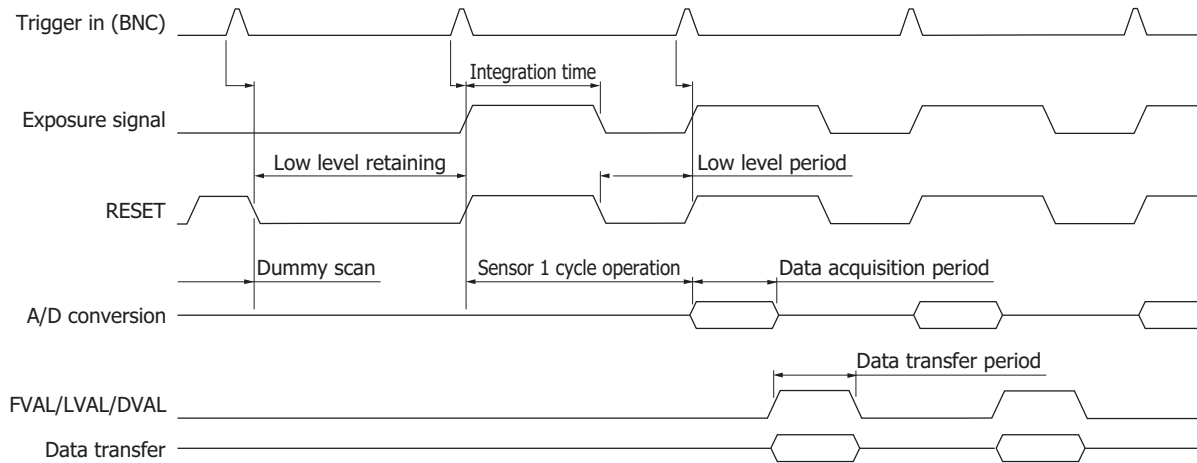 Trigger in (BNC)
Integration time
Exposure signal
Low level retaining
Low level period
RESET
Dummy scan
Sensor 1 cycle operation
Data acquisition period
A/D conversion
Data transfer period
FVAL/LVAL/DVAL
Data transfer